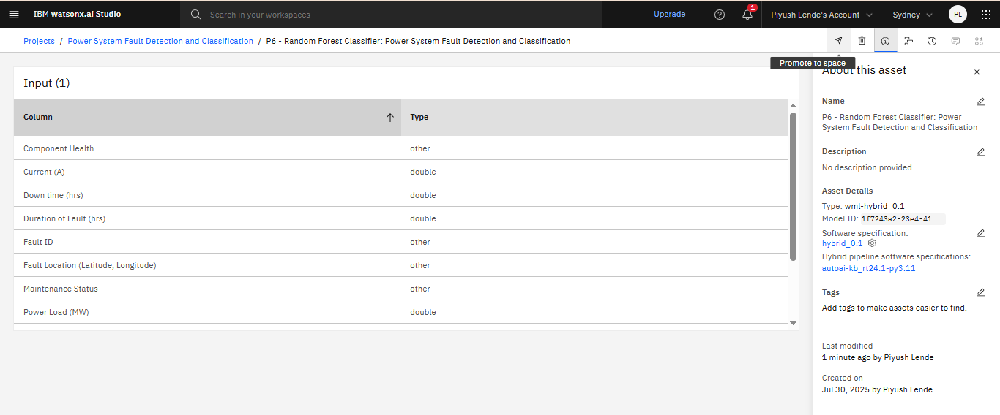 IBM watsonx.ai Studio
Search in your workspaces
Upgrade
1
Piyush Lende's Account
Sydney
PL
Projects / Power System Fault Detection and Classification / P6 - Random Forest Classifier: Power System Fault Detection and Classification
Promote to space
Input (1)
Column Type
Component Health other
Current (A) double
Down time (hrs) double
Duration of Fault (hrs) double
Fault ID other
Fault Location (Latitude, Longitude) other
Maintenance Status other
Power Load (MW) double
About this asset
Name
P6 - Random Forest Classifier: Power
System Fault Detection and Classification
Description
No description provided.
Asset Details
Type: wml-hybrid_0.1
Model ID: 1f7243a2-23e4-41...
Software specification:
hybrid_0.1
Hybrid pipeline software specifications:
autoai-kb_rt24.1-py3.11
Tags
Add tags to make assets easier to find.
Last modified
1 minute ago by Piyush Lende
Created on
Jul 30, 2025 by Piyush Lende